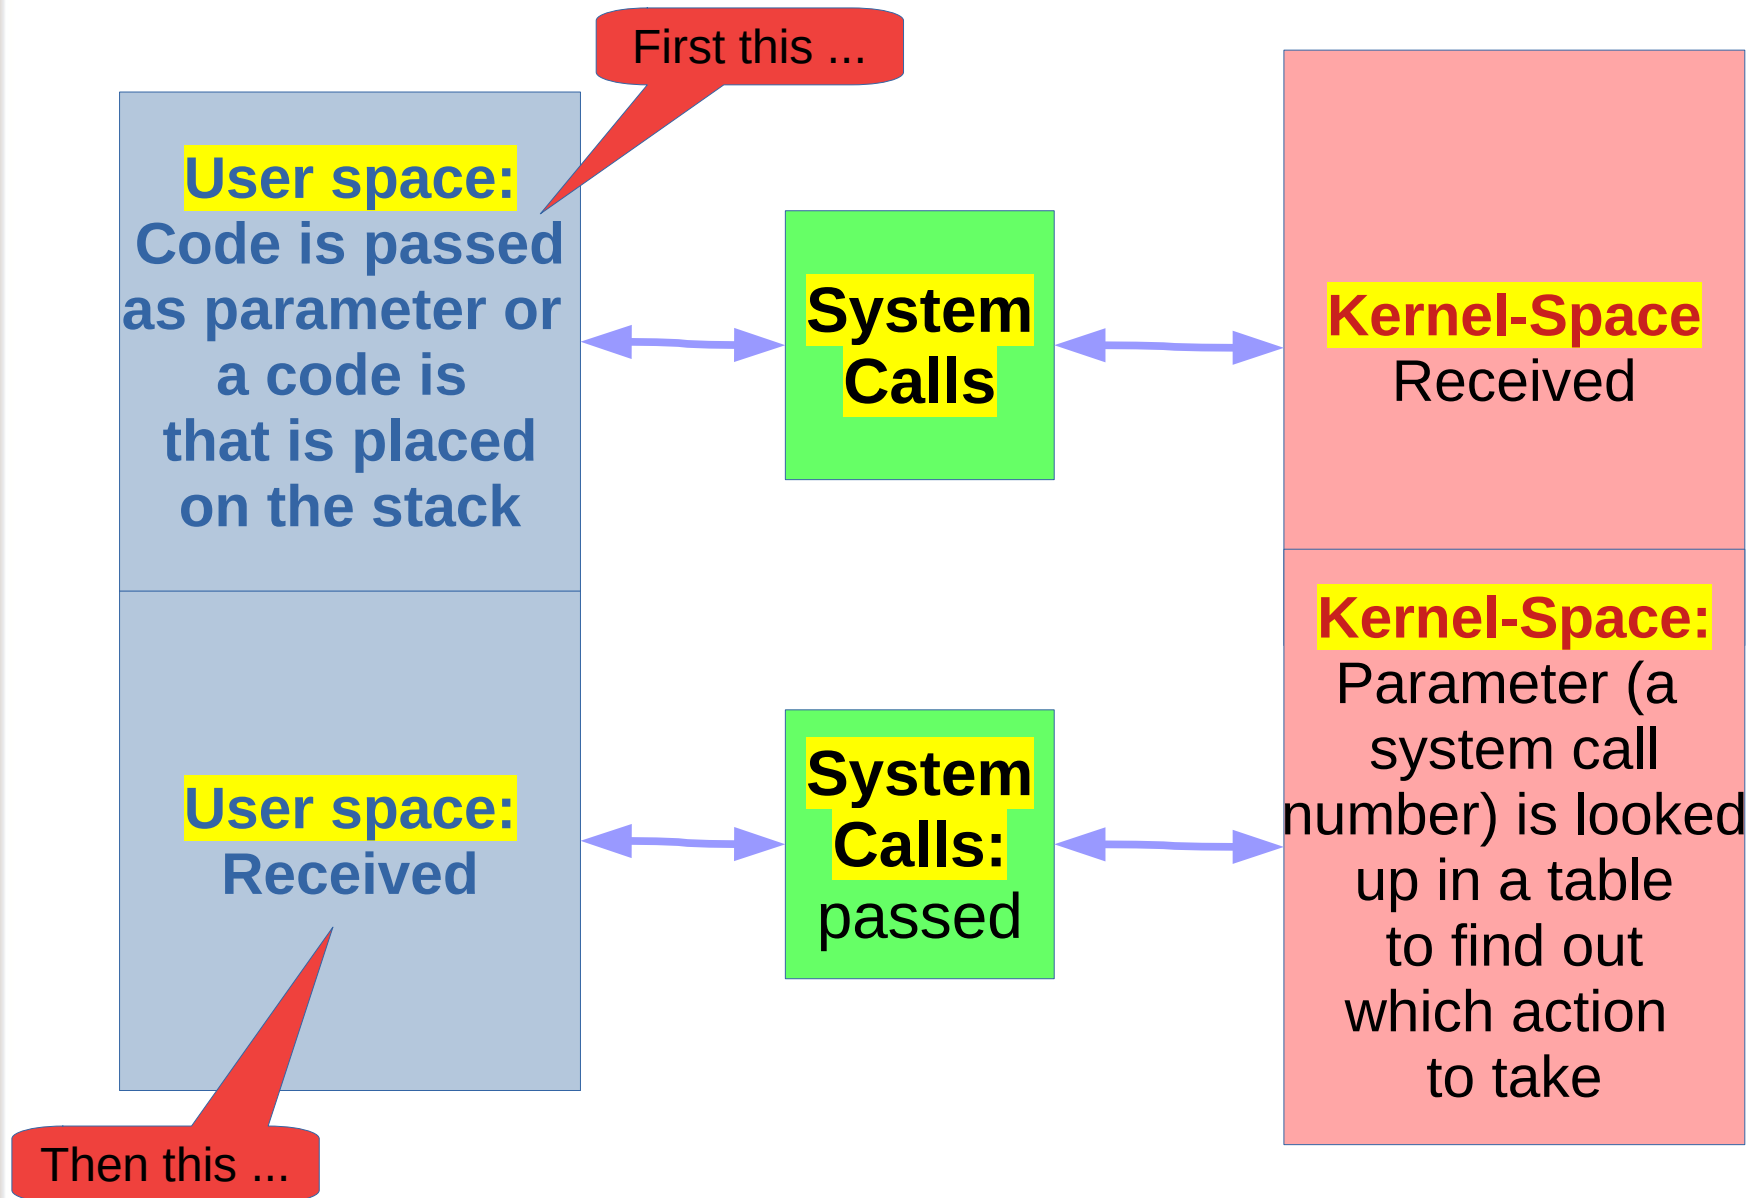 First this ...
User space:
Code is passed
as parameter or
a code is
that is placed
on the stack
System
Calls
Kernel-Space
Received
User space:
Received
System
Calls:
passed
Kernel-Space:
Parameter (a
system call
number) is looked
up in a table
to find out
which action
to take
Then this ...